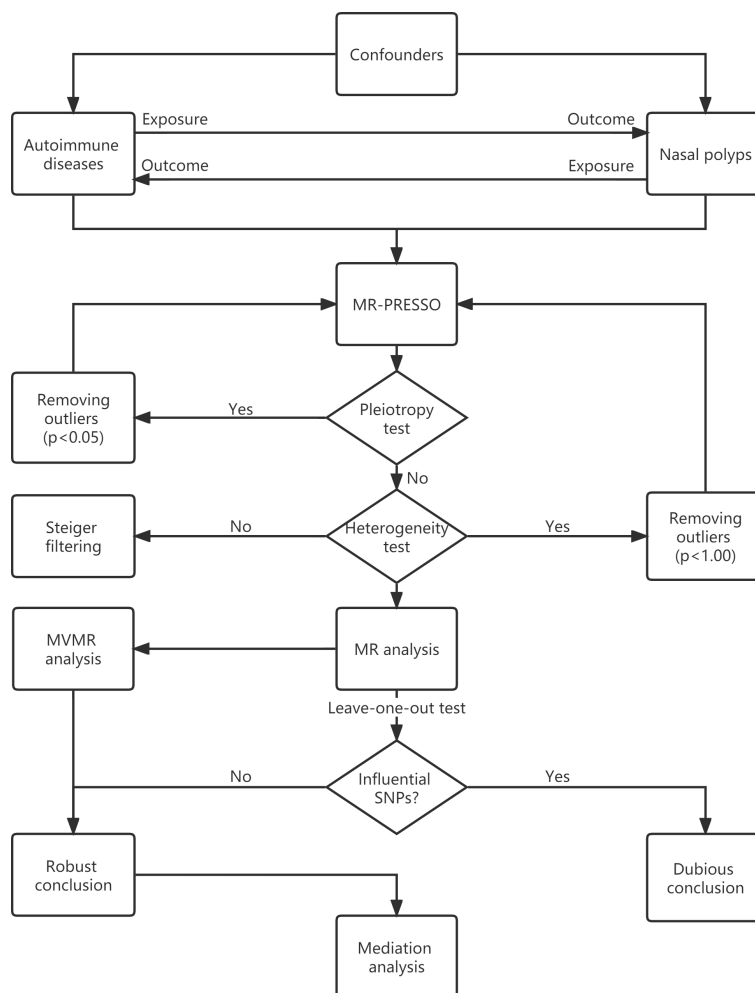 Confounders
Exposure
Outcome
Autoimmune
diseases
Nasal polyps
Outcome
Exposure
MR-PRESSO
Removing
outliers
(p<0.05)
Yes
Pleiotropy
test
No
Steiger
filtering
No
Heterogeneity
test
Yes
Removing
outliers
(p<1.00)
MVMR
analysis
MR analysis
Leave-one-out test
No
Influential
SNPs?
Yes
Robust
conclusion
Dubious
conclusion
Mediation
analysis